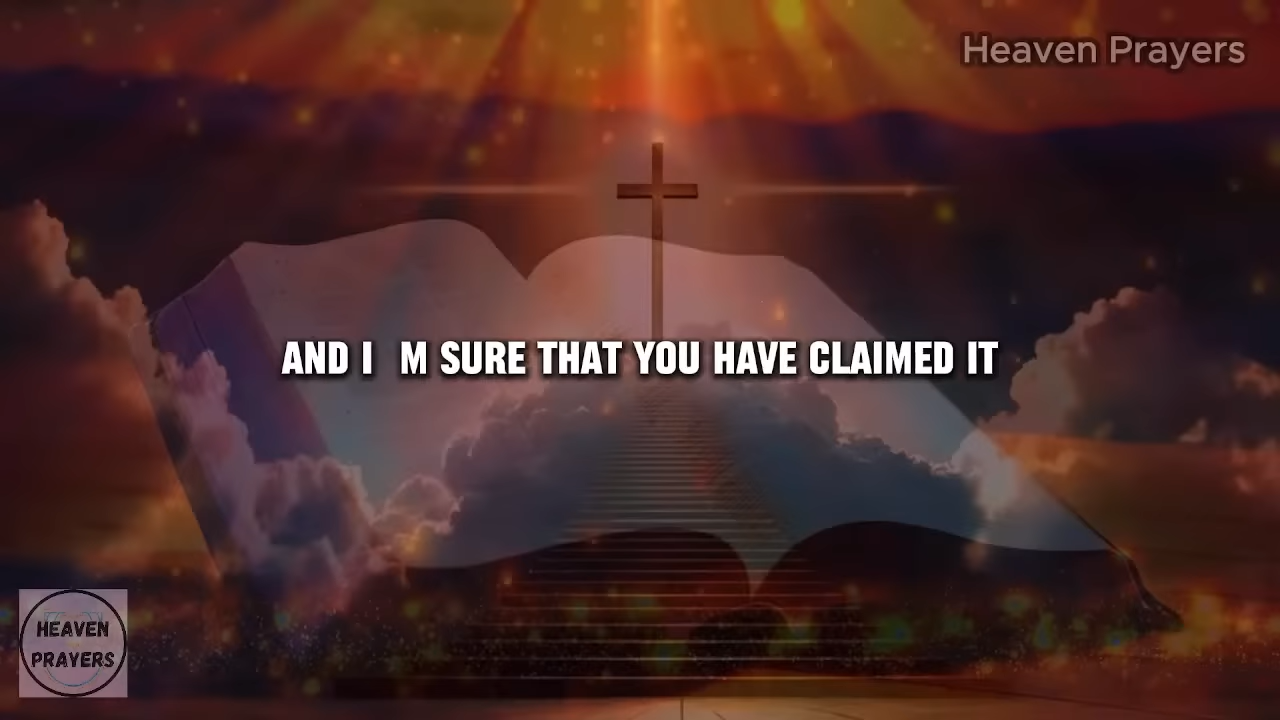 Heaven Prayers
AND I  M SURE THAT YOU HAVE CLAIMED IT
HEAVEN
PRAYERS